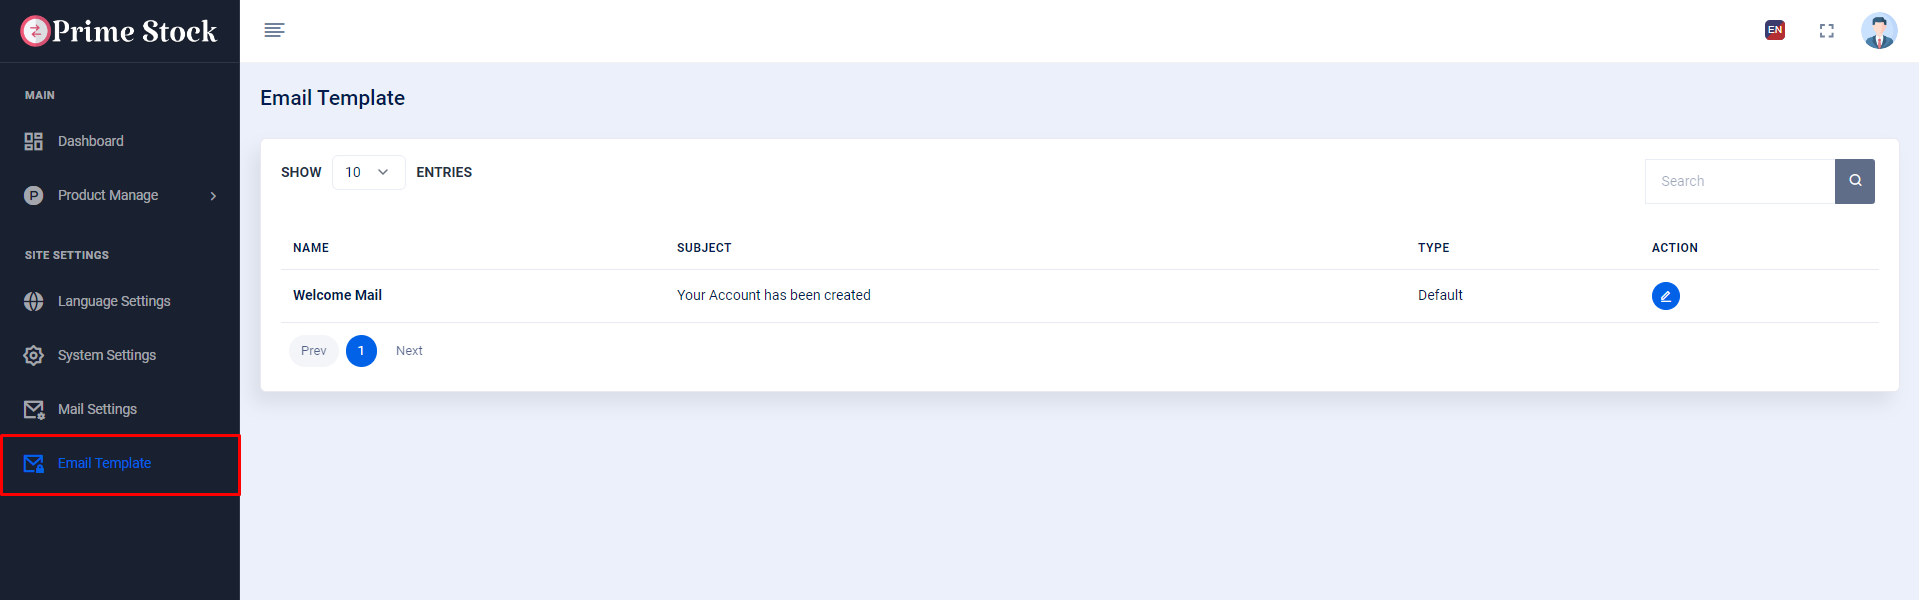 Prime Stock
EN
MAIN
Dashboard
P Product Manage
SITE SETTINGS
Language Settings
System Settings
Mail Settings
Email Template
Email Template
SHOW 10 ENTRIES
Search
NAME SUBJECT TYPE ACTION
Welcome Mail Your Account has been created Default
Prev 1 Next